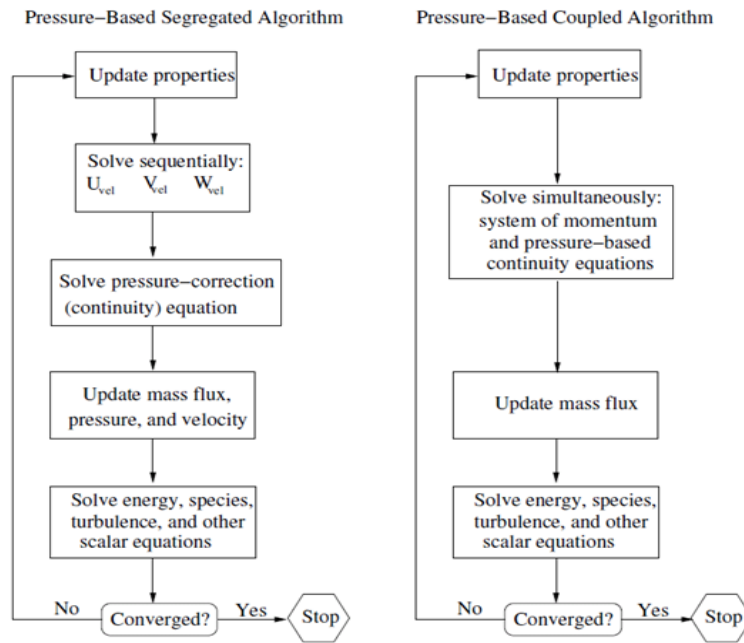 Pressure−Based Segregated Algorithm
Update properties
Solve sequentially:
U vel V vel W vel
Solve pressure−correction
(continuity) equation
Update mass flux,
pressure, and velocity
Solve energy, species,
turbulence, and other
scalar equations
No
Converged?
Yes
Stop
Pressure−Based Coupled Algorithm
Update properties
Solve simultaneously:
system of momentum
and pressure−based
continuity equations
Update mass flux
Solve energy, species,
turbulence, and other
scalar equations
No
Converged?
Yes
Stop